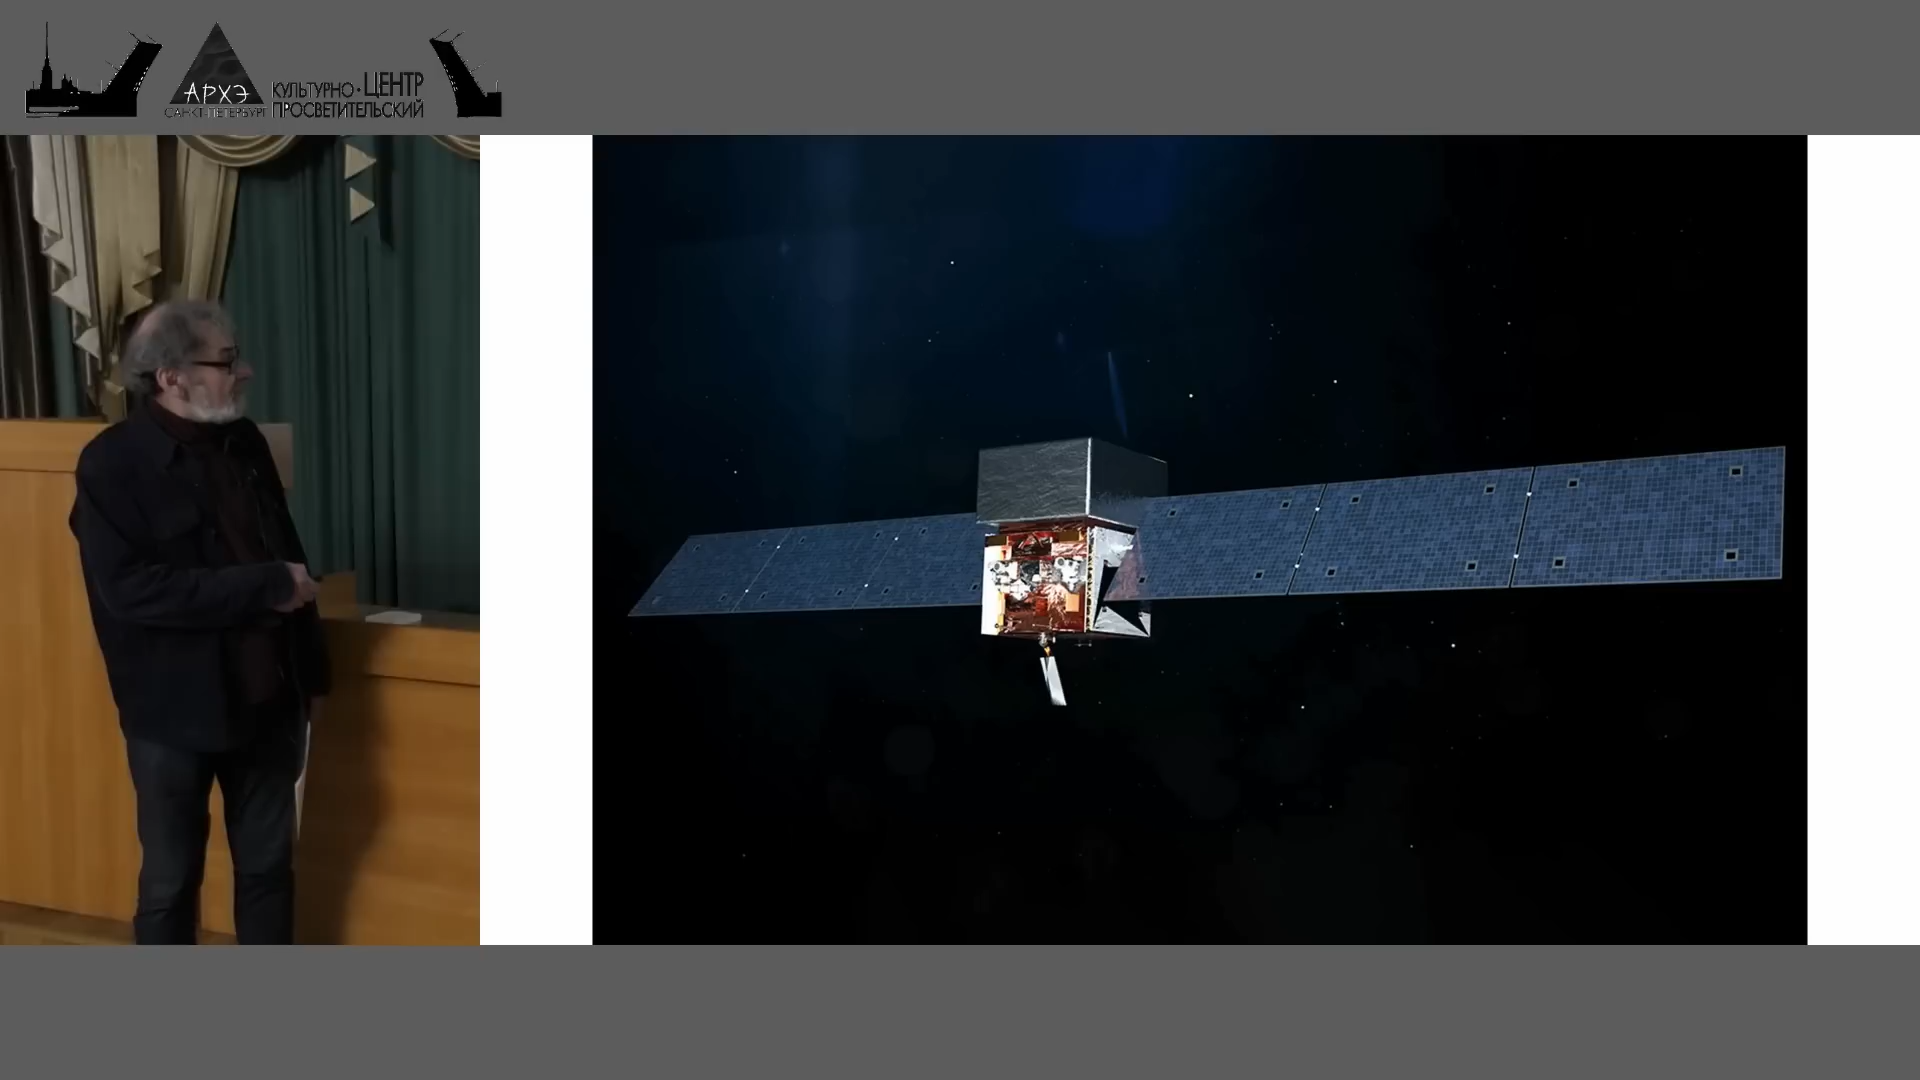 АРХЭ
САНКТ-ПЕТЕРБУРГ
КУЛЬТУРНО·ЦЕНТР
ПРОСВЕТИТЕЛЬСКИЙ